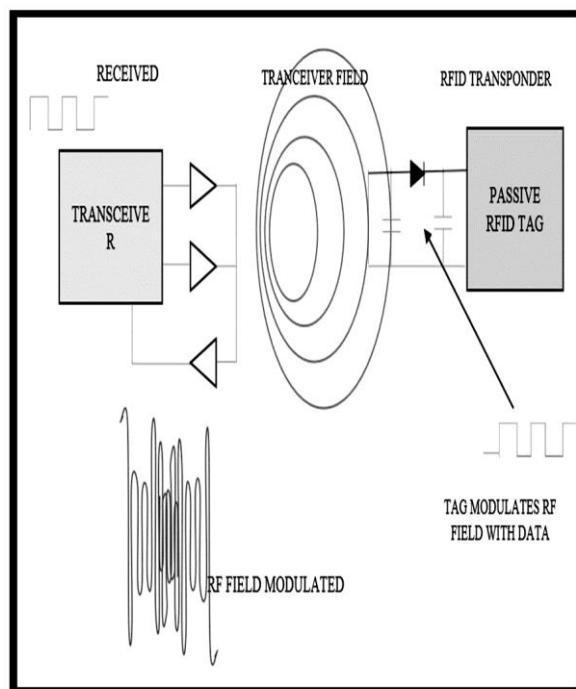 RECEIVED
TRANCEIVER FIELD
RFID TRANSPONDER
TRANSCEIVE
R
PASSIVE
RFID TAG
TAG MODULATES RF
FIELD WITH DATA
RF FIELD MODULATED